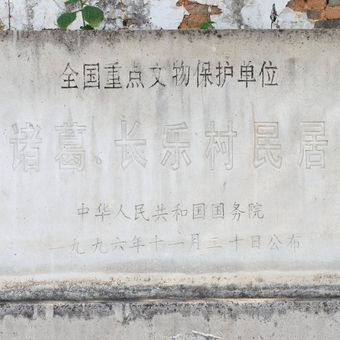 全国重点文物保护单位
诸葛、长乐村民居
中华人民共和国国务院
一九九六年十一月二十日公布